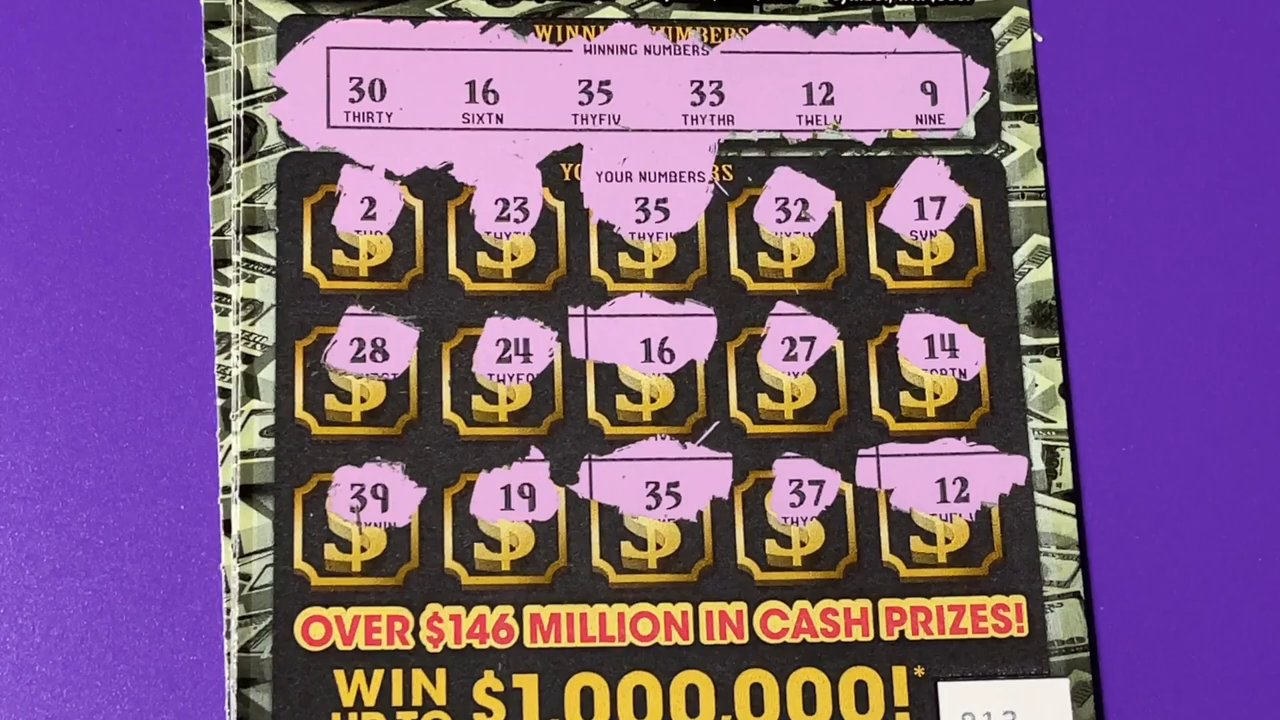 WINNING NUMBERS
30 16 35 33 12 9
THIRTY SIXTN THYFIV THYTHR TWELV NINE
YOUR NUMBERS
2 23 35 32 17
28 24 16 27 14
39 19 35 37 12
OVER $146 MILLION IN CASH PRIZES!
WIN
UP TO $1,000,000!*